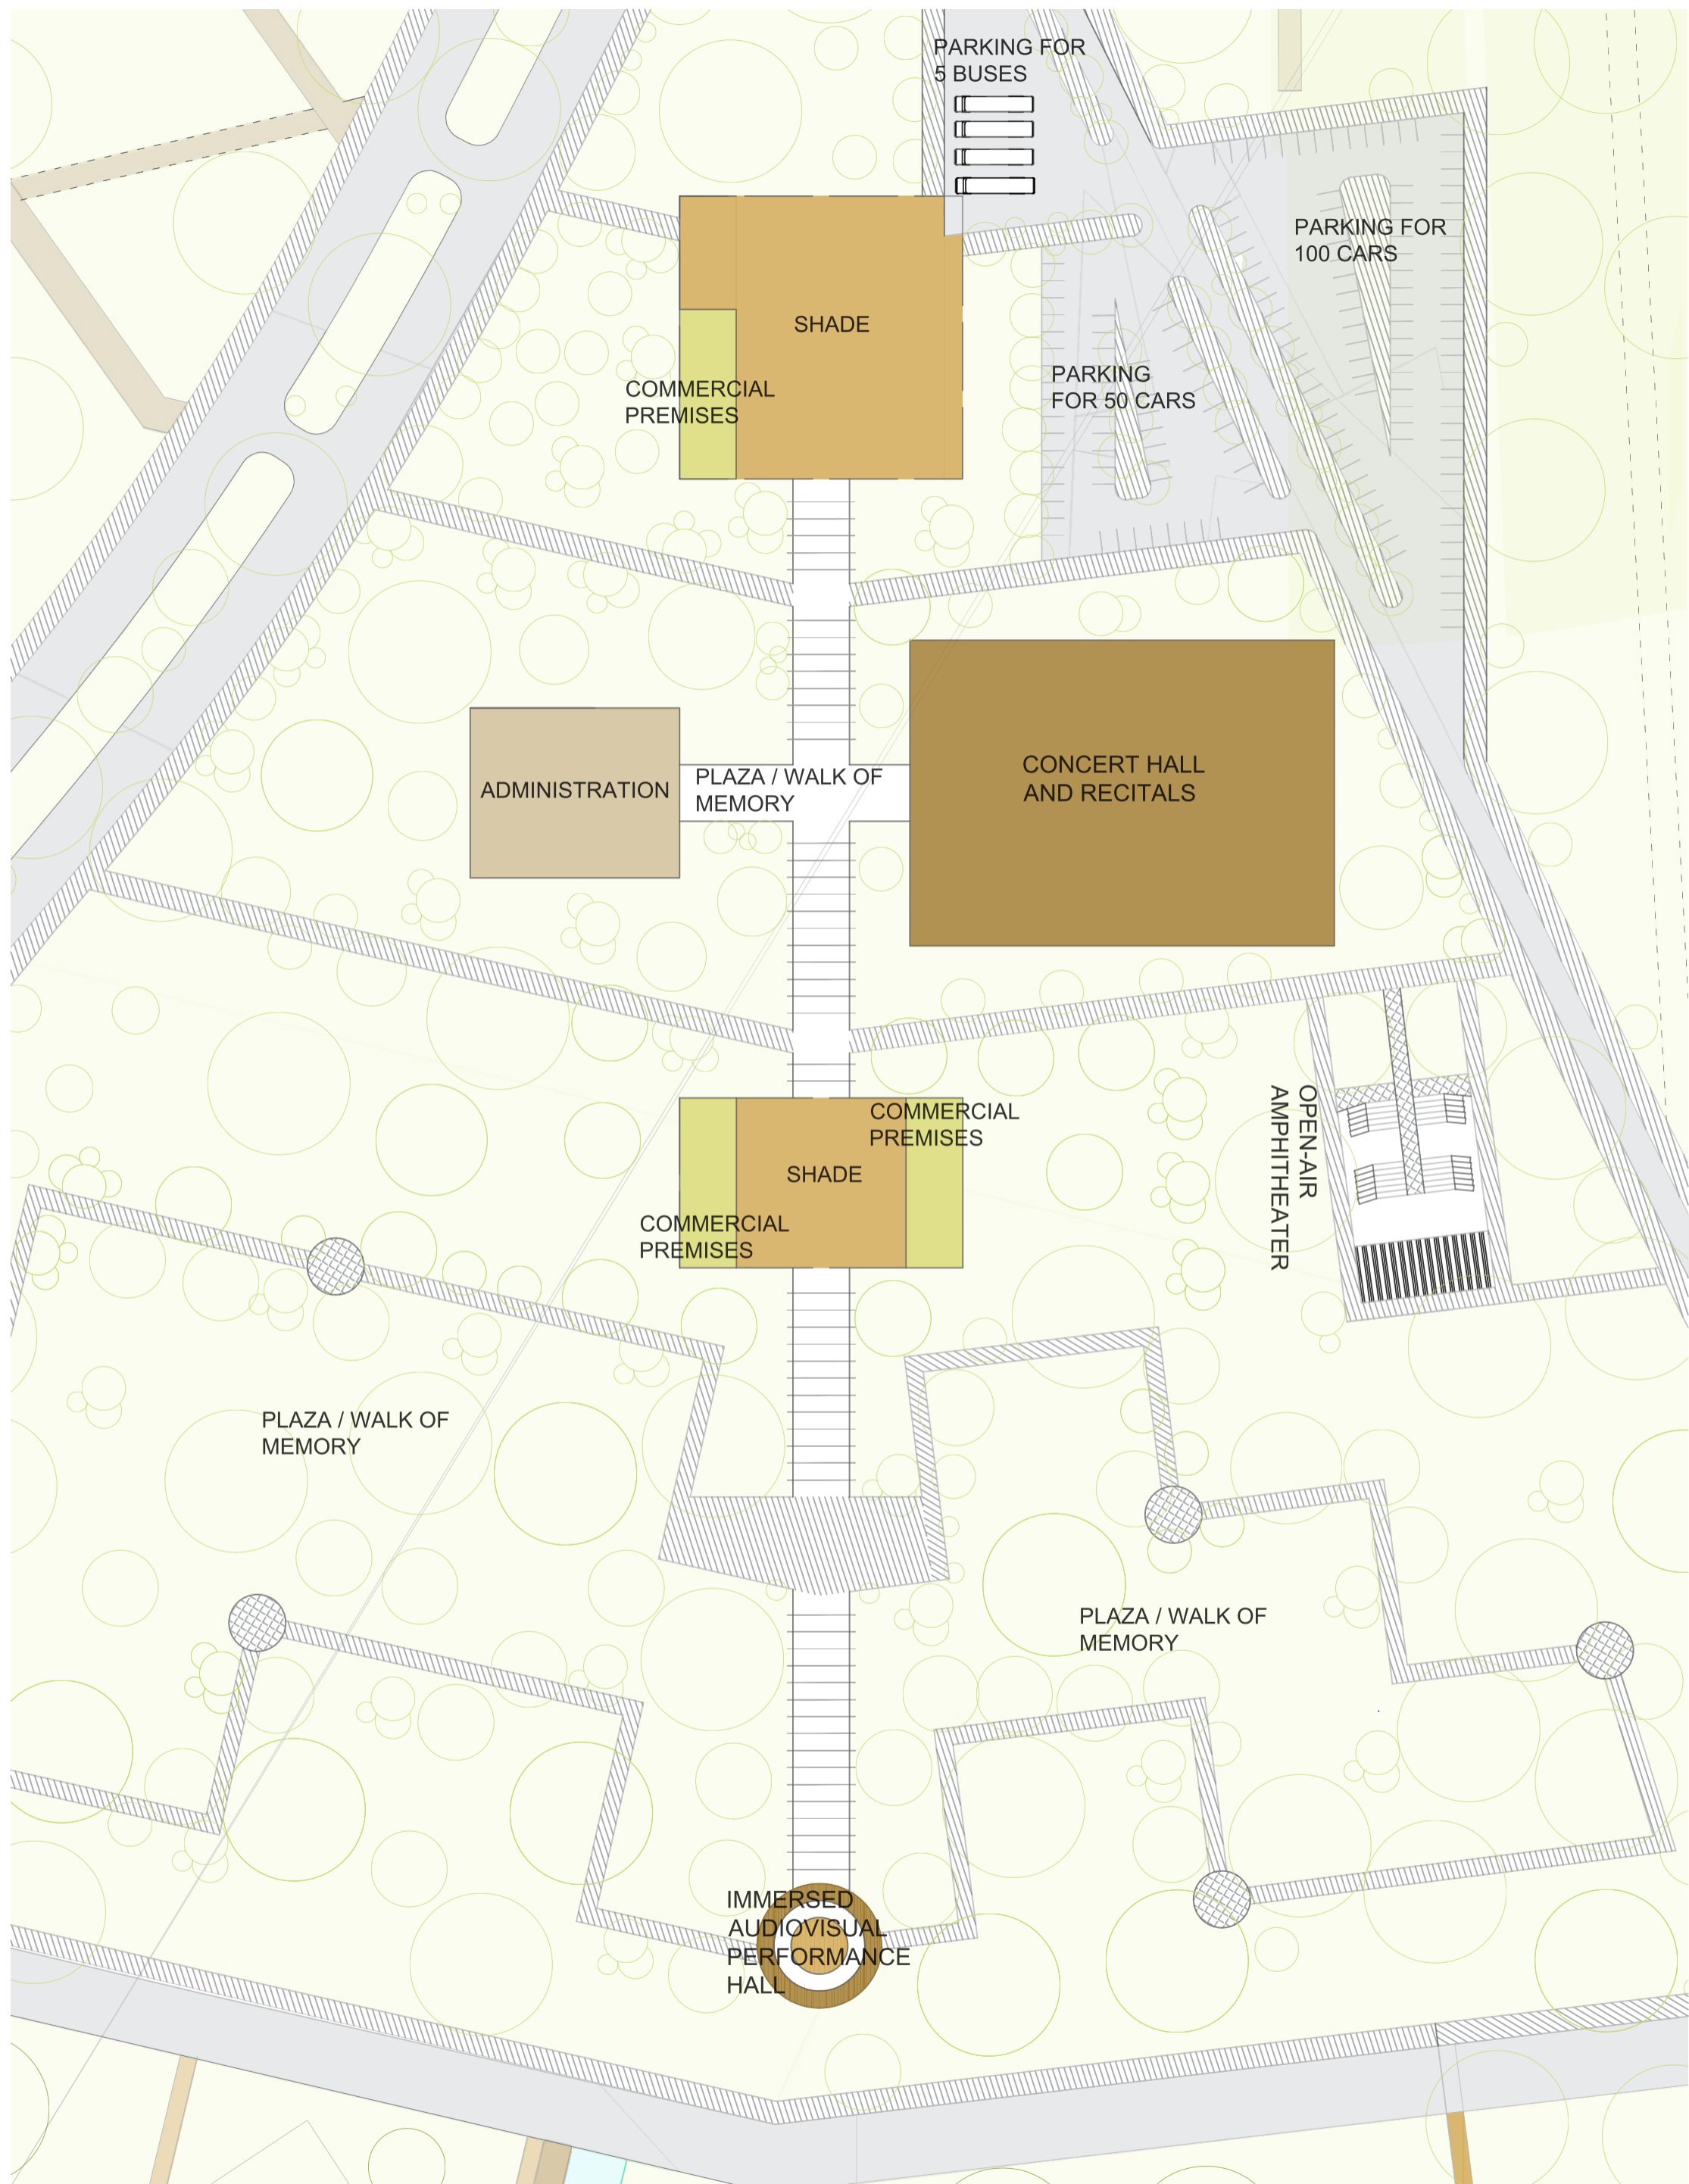 PARKING FOR
5 BUSES
PARKING FOR
100 CARS
SHADE
COMMERCIAL
PREMISES
PARKING
FOR 50 CARS
ADMINISTRATION
PLAZA / WALK OF
MEMORY
CONCERT HALL
AND RECITALS
COMMERCIAL
PREMISES
SHADE
COMMERCIAL
PREMISES
OPEN-AIR
AMPHITHEATER
PLAZA / WALK OF
MEMORY
PLAZA / WALK OF
MEMORY
IMMERSED
AUDIOVISUAL
PERFORMANCE
HALL